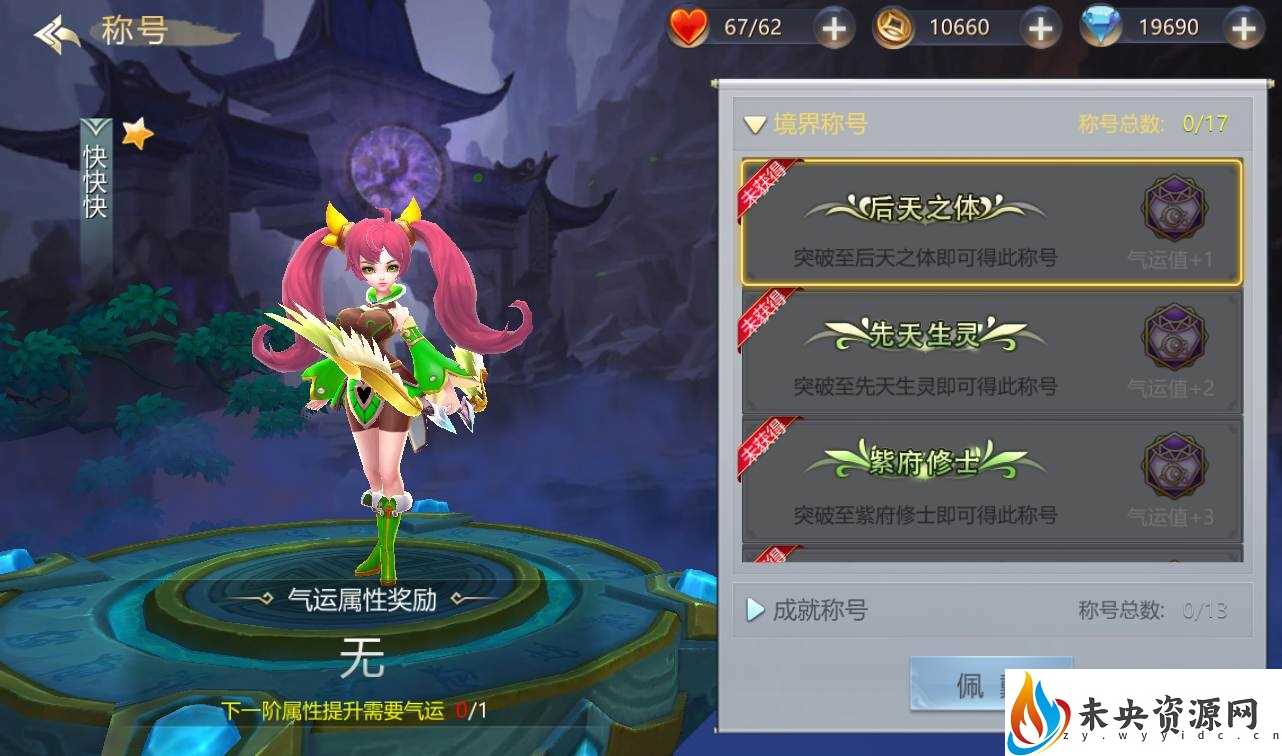 称号
67/62
10660
19690
快快快
境界称号
称号总数: 0/17
未获得
后天之体
突破至后天之体即可得此称号
气运值+1
未获得
先天生灵
突破至先天生灵即可得此称号
气运值+2
未获得
紫府修士
突破至紫府修士即可得此称号
气运值+3
成就称号
称号总数: 0/13
佩
气运属性奖励
无
下一阶属性提升需要气运 0/1
未央资源网
zy.wyyidc.cn